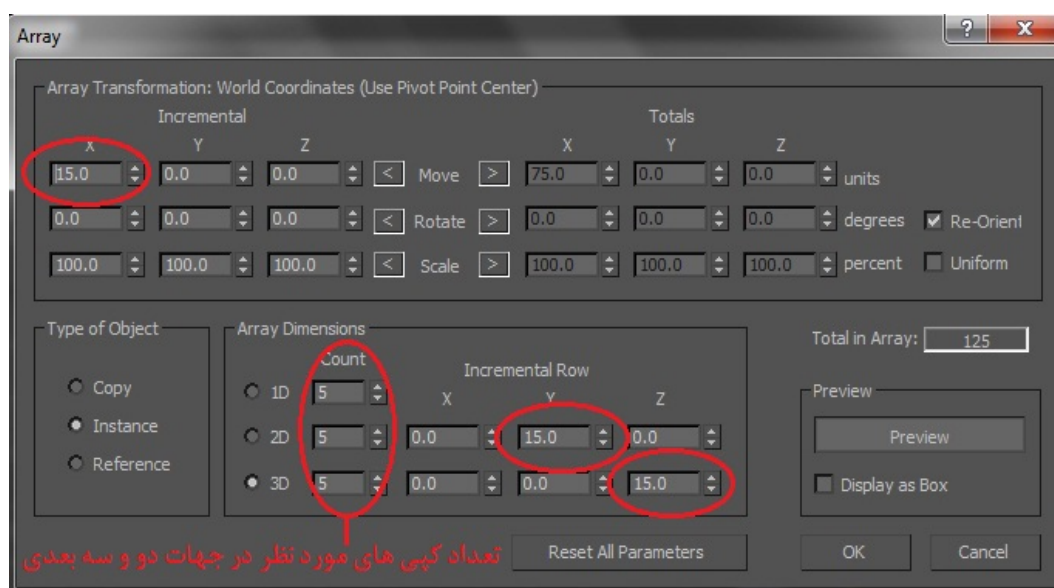 Array
Array Transformation: World Coordinates (Use Pivot Point Center)
Incremental Totals
X Y Z X Y Z
15.0 0.0 0.0 < Move > 75.0 0.0 0.0 units
0.0 0.0 0.0 < Rotate > 0.0 0.0 0.0 degrees Re-Orient
100.0 100.0 100.0 < Scale > 100.0 100.0 100.0 percent Uniform
Type of Object Array Dimensions
Total in Array: 125
Count Incremental Row
Copy 1D 5 X Y Z
Preview
Instance 2D 5 0.0 15.0 0.0 Preview
Reference 3D 5 0.0 0.0 15.0 Display as Box
تعداد کپی های مورد نظر در جهات دو و سه بعدی
Reset All Parameters OK Cancel